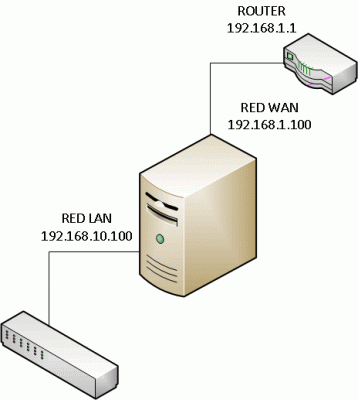 ROUTER
192.168.1.1
RED WAN
192.168.1.100
RED LAN
192.168.10.100